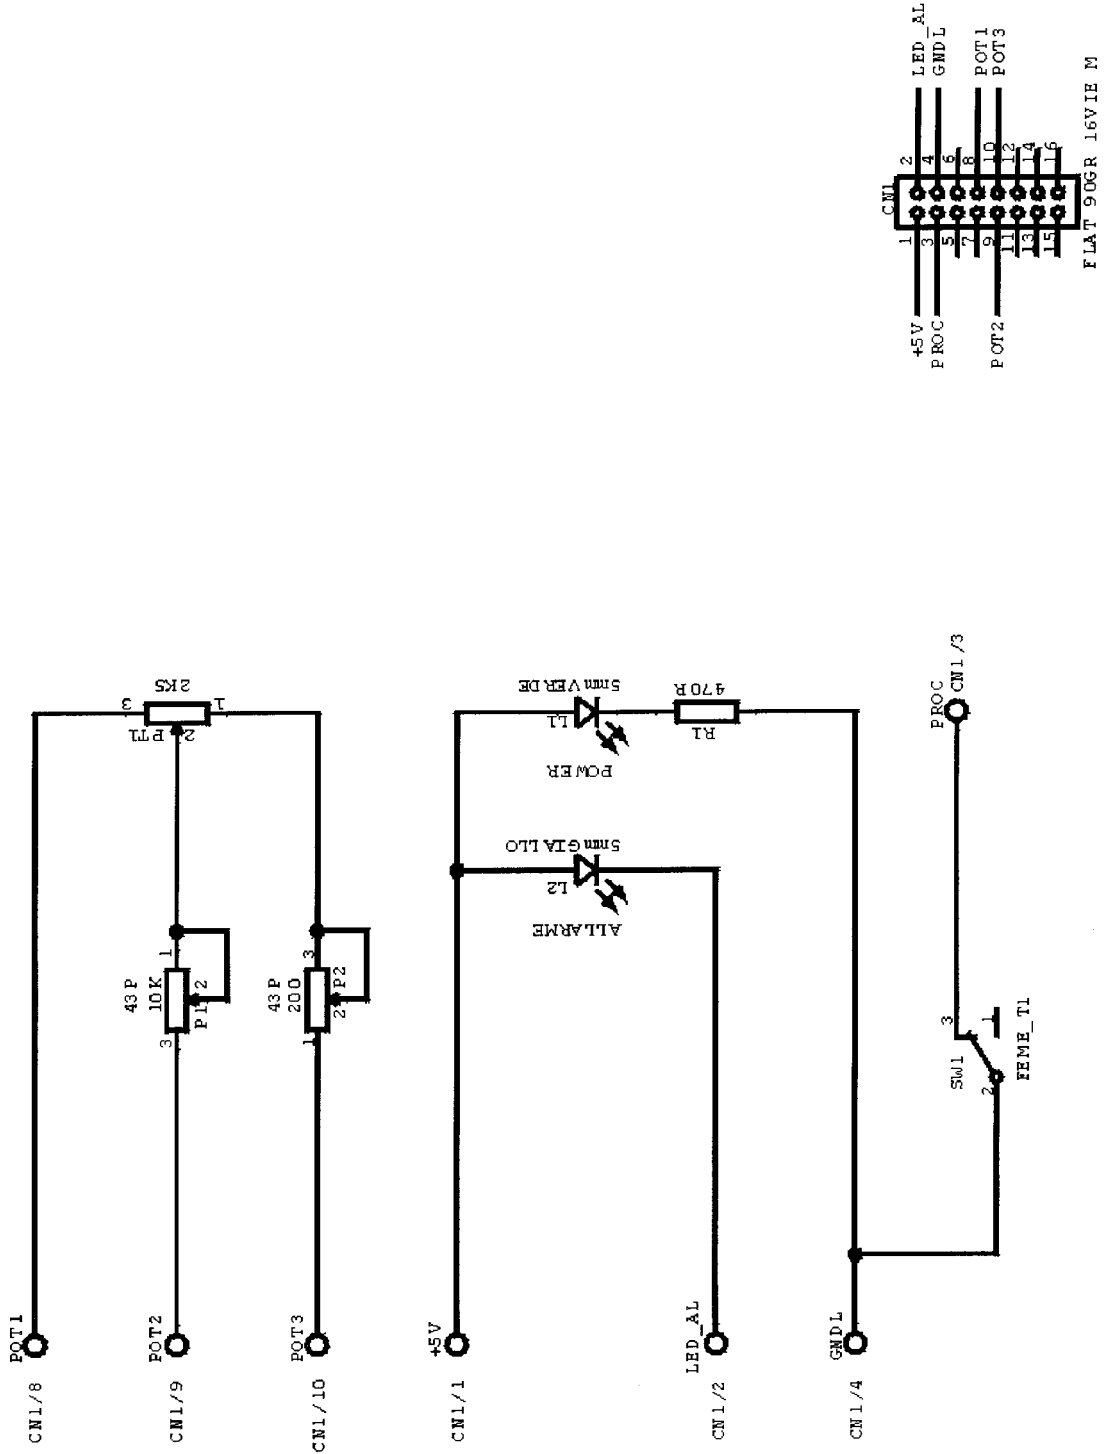 LED_AL
GNDL
POT1
POT3
CN1
2
4
6
8
10
12
14
16
1
3
5
7
9
11
13
15
+5V
PROC
POT2
FLAT 90GR 16VIE M
2K5
3
1
2
PT1
43P
10K
P1
1
2
3
43P
200
P2
3
2
1
POT1
CN1/8
POT2
CN1/9
POT3
CN1/10
5mm VERDE
L1
POWER
470R
R1
5mm GIALLO
L2
ALLARME
+5V
CN1/1
LED_AL
CN1/2
GNDL
CN1/4
PROC
CN1/3
SW1
3
1
2
FEME_T1